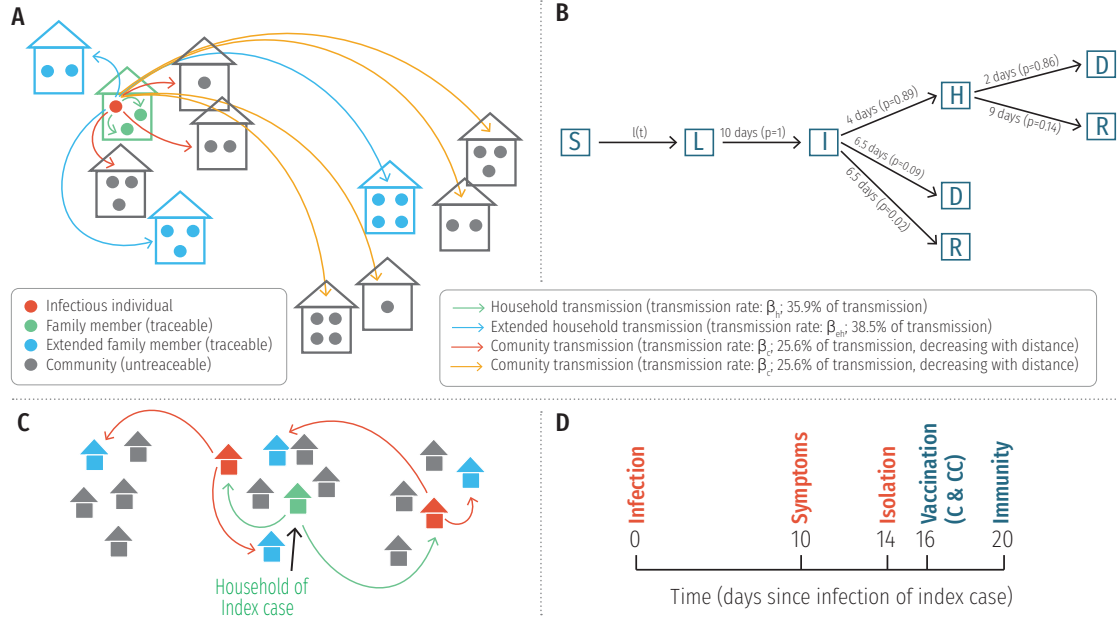 A
B
S
I(t)
L
10 days (p=1)
I
4 days (p=0.89)
H
2 days (p=0.86)
D
9 days (p=0.14)
R
6.5 days (p=0.09)
D
6.5 days (p=0.02)
R
Infectious individual
Family member (traceable)
Extended family member (traceable)
Community (untreaceable)
Household transmission (transmission rate: βh; 35.9% of transmission)
Extended household transmission (transmission rate: βeh; 38.5% of transmission)
Comunity transmission (transmission rate: βc; 25.6% of transmission, decreasing with distance)
Comunity transmission (transmission rate: βc; 25.6% of transmission, decreasing with distance)
C
Household of
Index case
D
Infection
Symptoms
Isolation
Vaccination
(C & CC)
Immunity
0 10 14 16 20
Time (days since infection of index case)